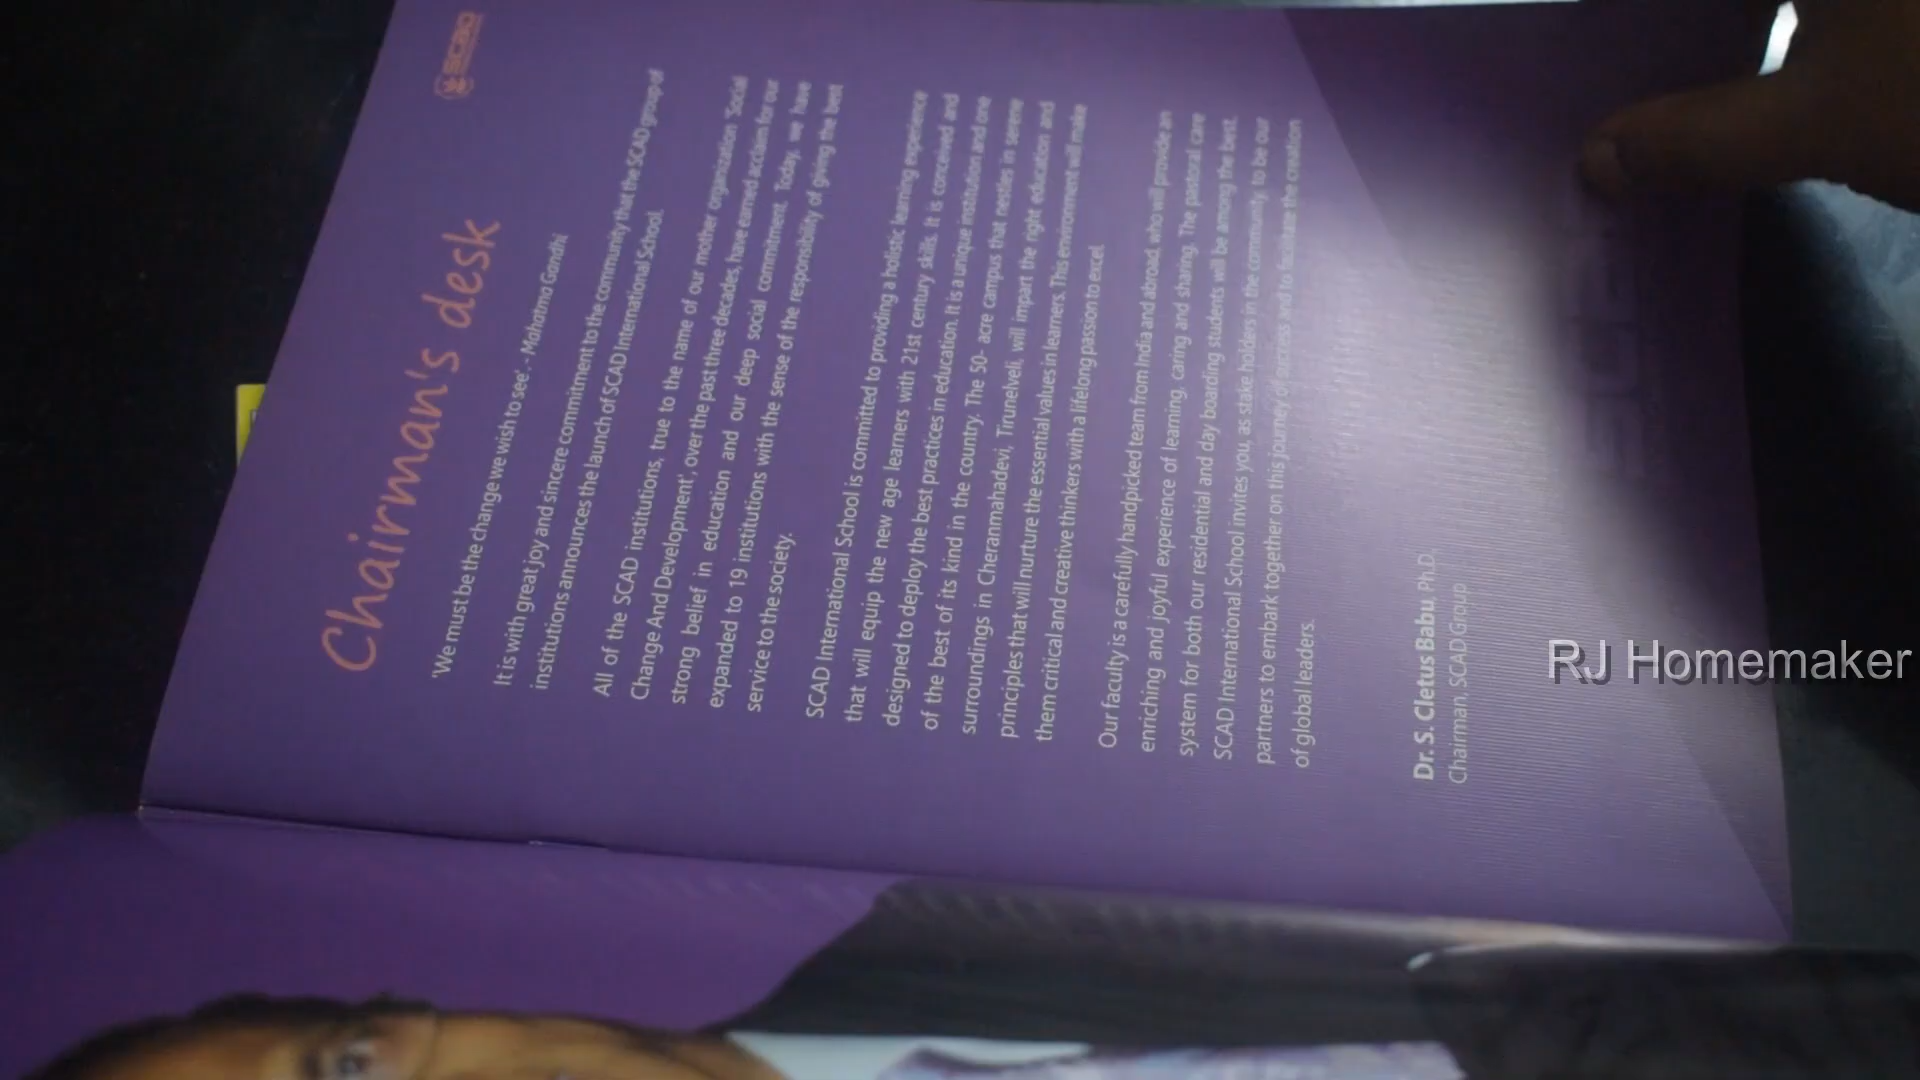 SCAD
Chairman's desk
'We must be the change we wish to see'. - Mahatma Gandhi
It is with great joy and sincere commitment to the community that the SCAD group of
institutions announces the launch of SCAD International School.
All of the SCAD institutions, true to the name of our mother organization 'Social
Change And Development', over the past three decades, have earned acclaim for our
strong belief in education and our deep social commitment. Today, we have
expanded to 19 institutions with the sense of the responsibility of giving the best
service to the society.
SCAD International School is committed to providing a holistic learning experience
that will equip the new age learners with 21st century skills. It is conceived and
designed to deploy the best practices in education. It is a unique institution and one
of the best of its kind in the country. The 50- acre campus that nestles in serene
surroundings in Cheranmahadevi, Tirunelveli, will impart the right education and
principles that will nurture the essential values in learners. This environment will make
them critical and creative thinkers with a lifelong passion to excel.
Our faculty is a carefully handpicked team from India and abroad, who will provide an
enriching and joyful experience of learning, caring and sharing. The pastoral care
system for both our residential and day boarding students will be among the best.
SCAD International School invites you, as stake holders in the community, to be our
partners to embark together on this journey of success and to facilitate the creation
of global leaders.
Dr. S. Cletus Babu, Ph.D,
Chairman, SCAD Group
RJ Homemaker